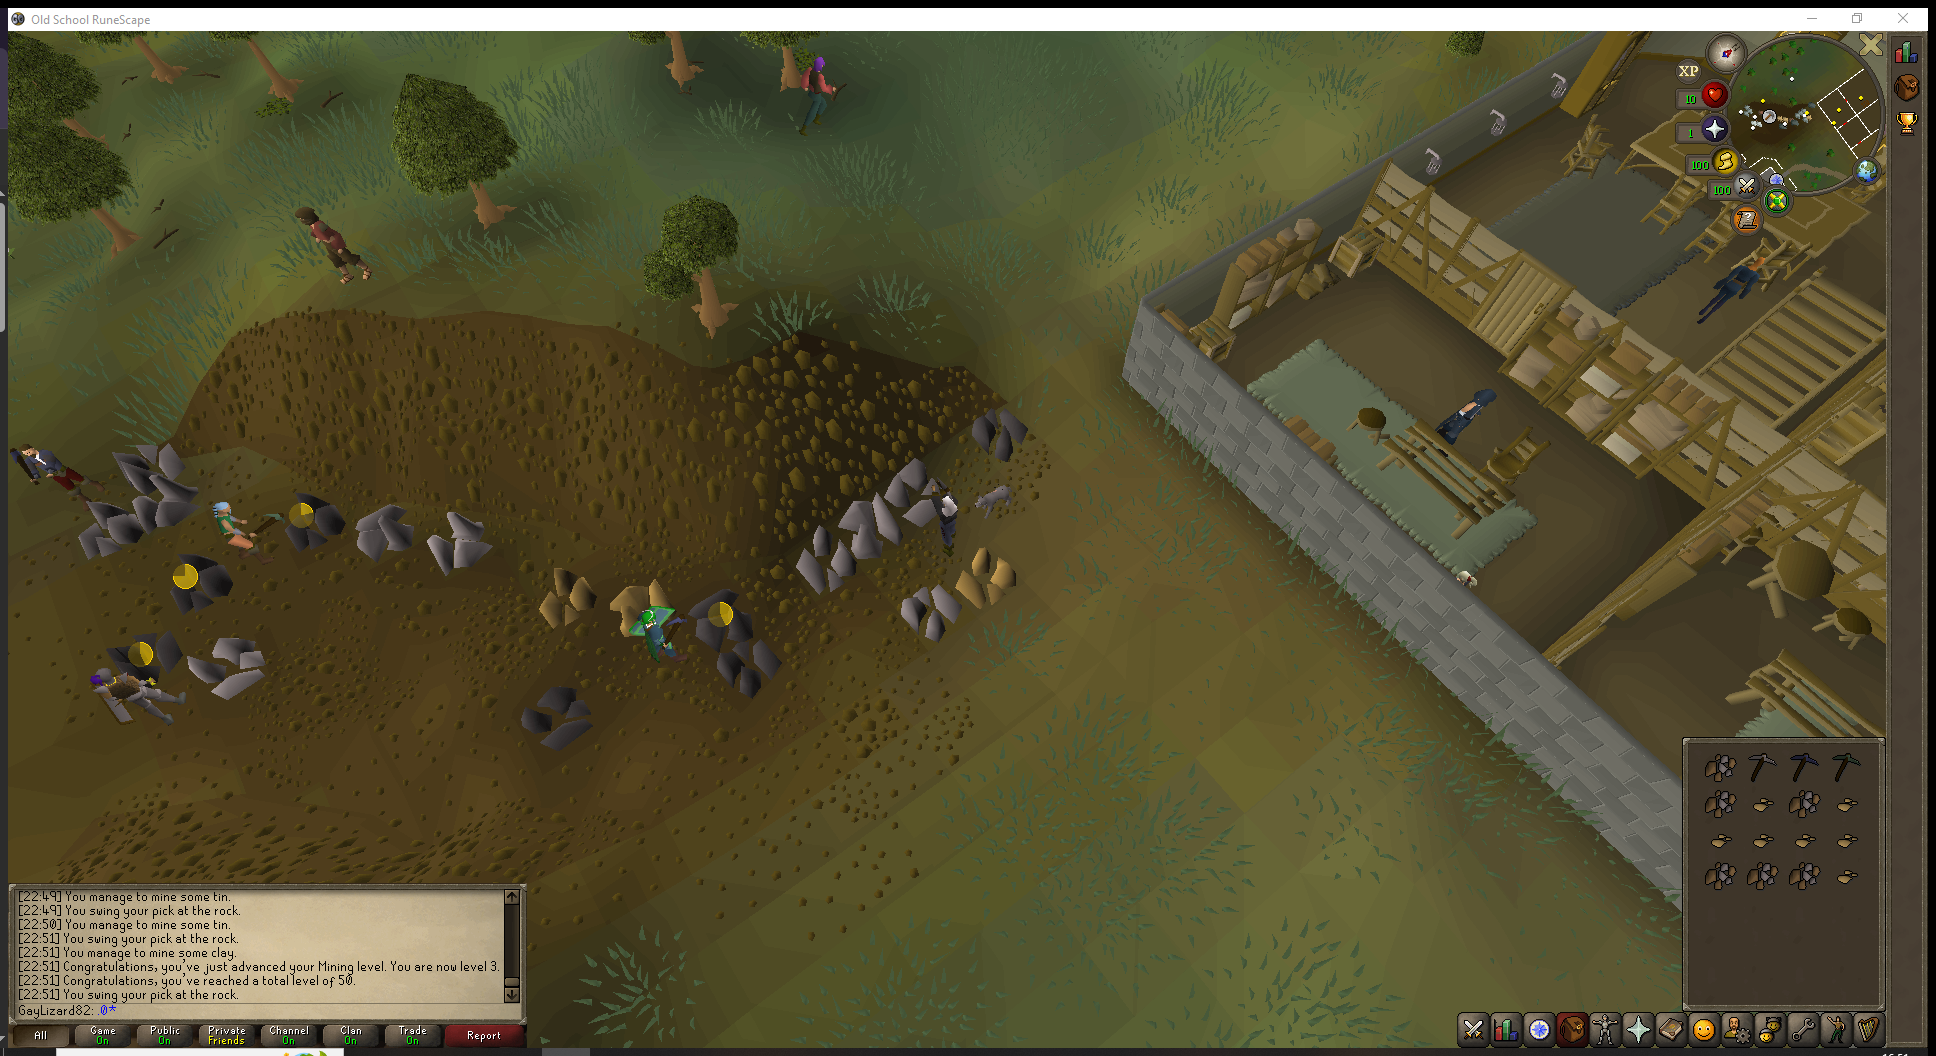 Old School RuneScape
XP
10
1
100
100
[22:49] You manage to mine some tin.
[22:49] You swing your pick at the rock.
[22:50] You manage to mine some tin.
[22:51] You swing your pick at the rock.
[22:51] You manage to mine some clay.
[22:51] Congratulations, you've just advanced your Mining level. You are now level 3.
[22:51] Congratulations, you've reached a total level of 50.
[22:51] You swing your pick at the rock.
GayLizard82: .0*
All
Game
On
Public
On
Private
Friends
Channel
On
Clan
On
Trade
On
Report